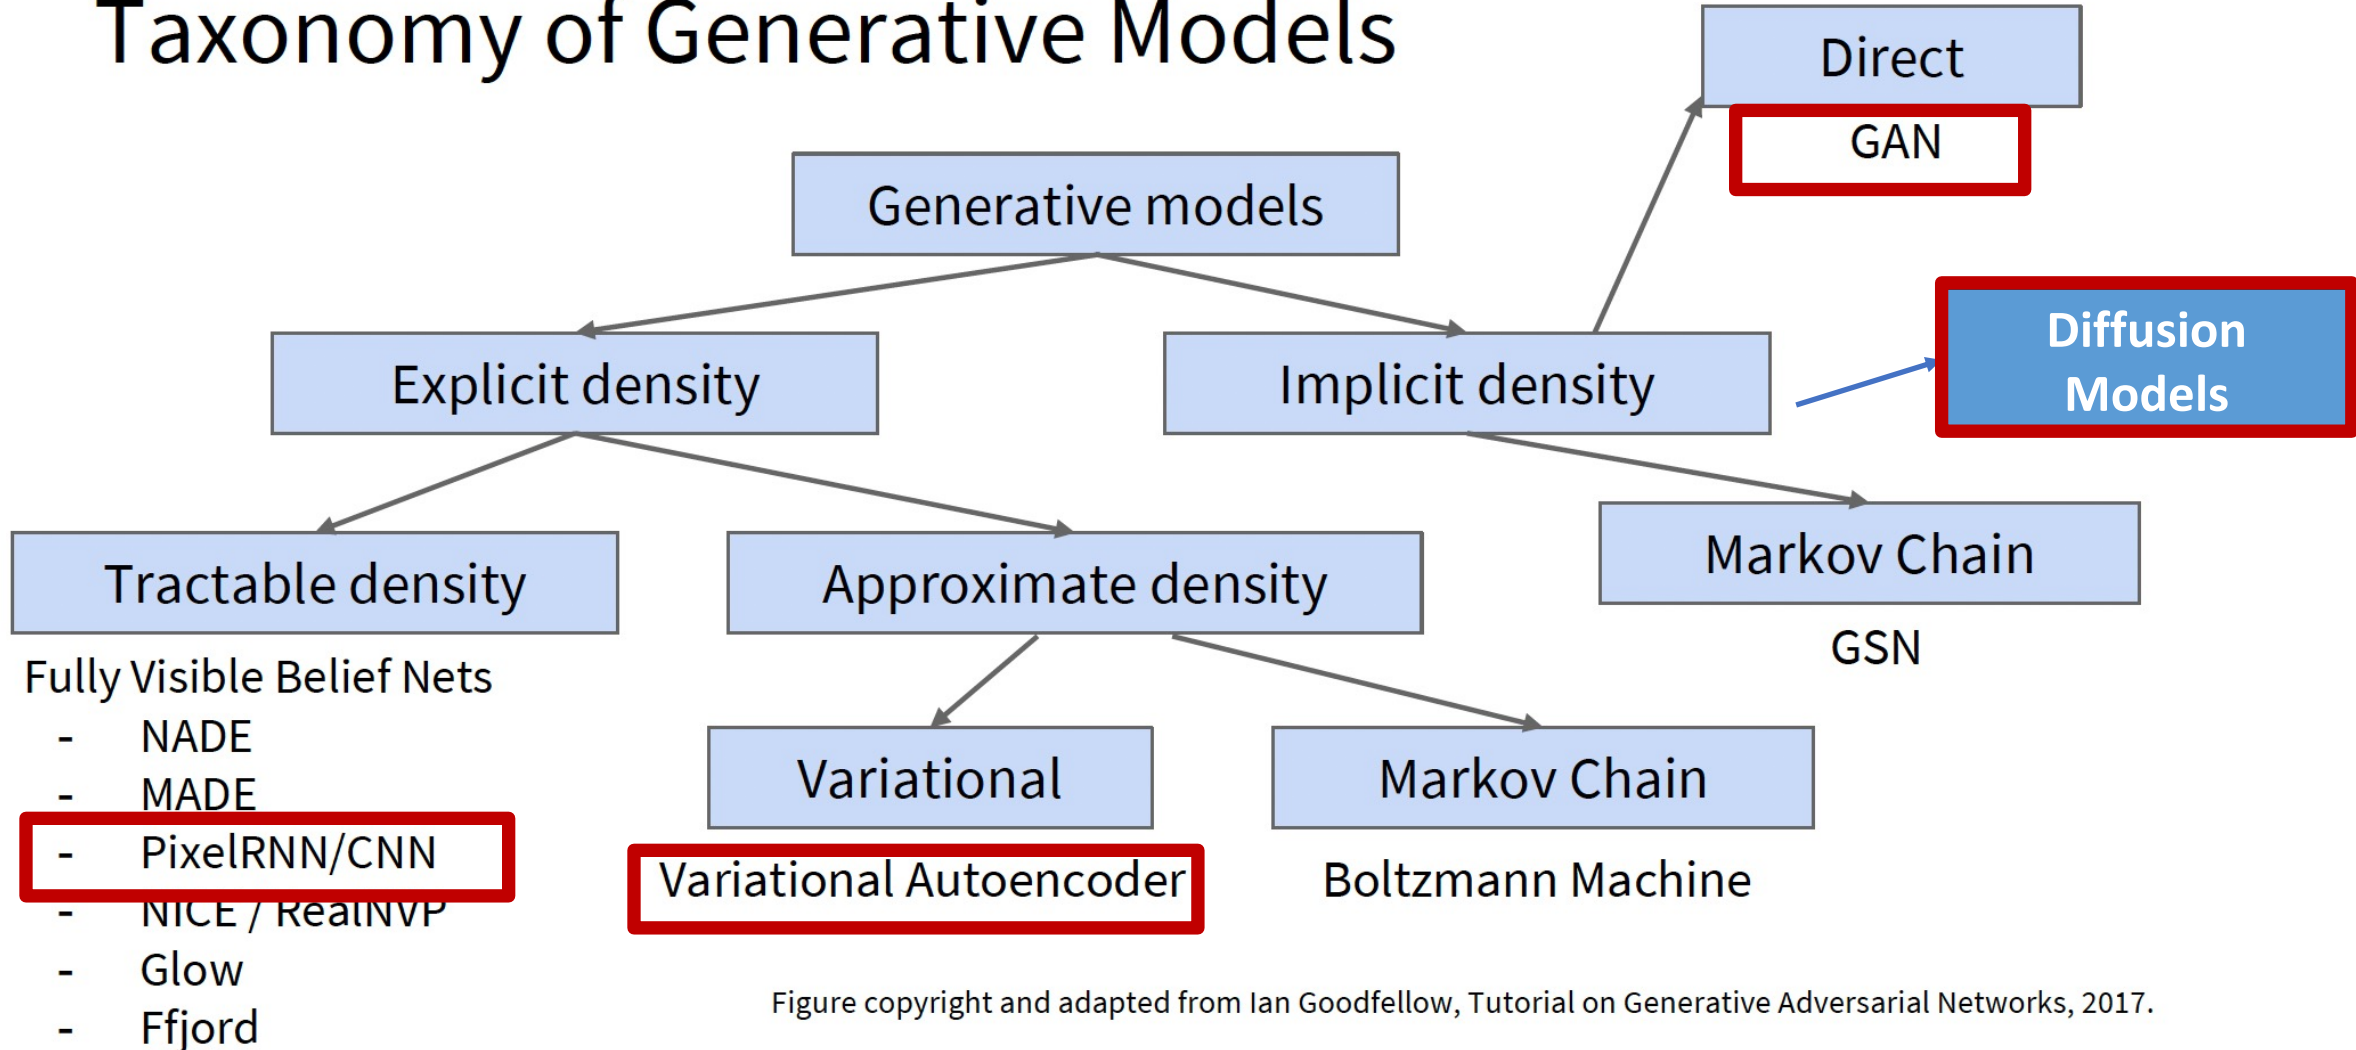 Taxonomy of Generative Models
Direct
GAN
Generative models
Diffusion
Models
Explicit density
Implicit density
Tractable density
Approximate density
Markov Chain
GSN
Fully Visible Belief Nets
- NADE
- MADE
- PixelRNN/CNN
- NICE / RealNVP
- Glow
- Ffjord
Variational
Markov Chain
Variational Autoencoder
Boltzmann Machine
Figure copyright and adapted from Ian Goodfellow, Tutorial on Generative Adversarial Networks, 2017.